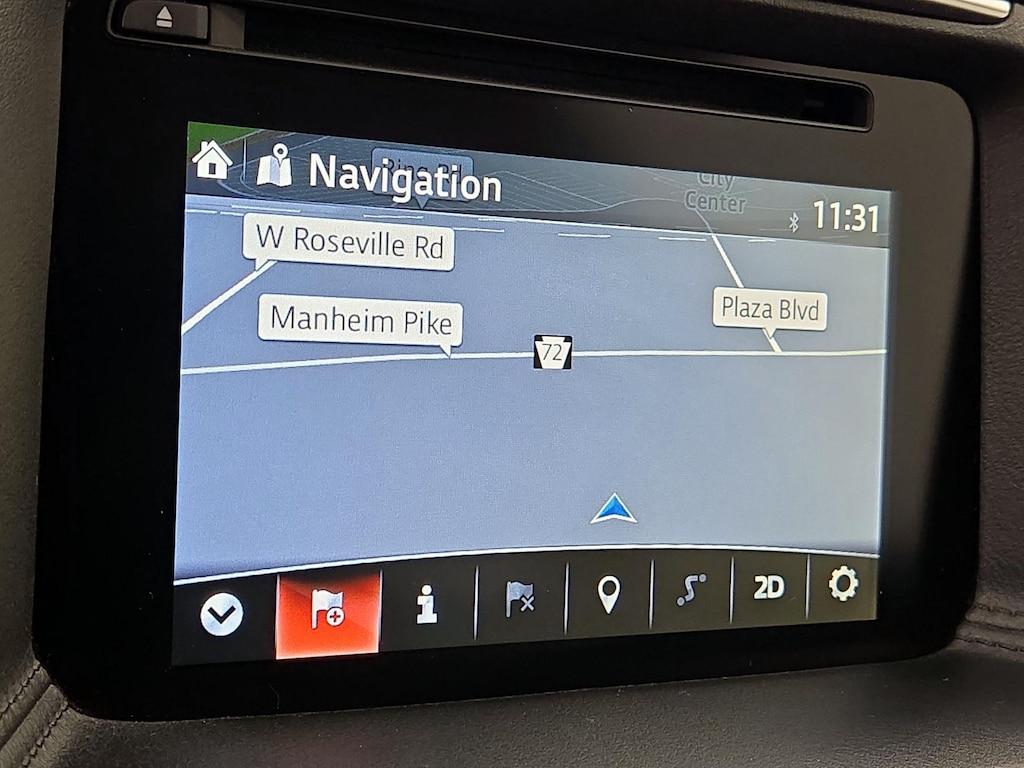 Navigation
City
Center
11:31
W Roseville Rd
Manheim Pike
Plaza Blvd
72
2D